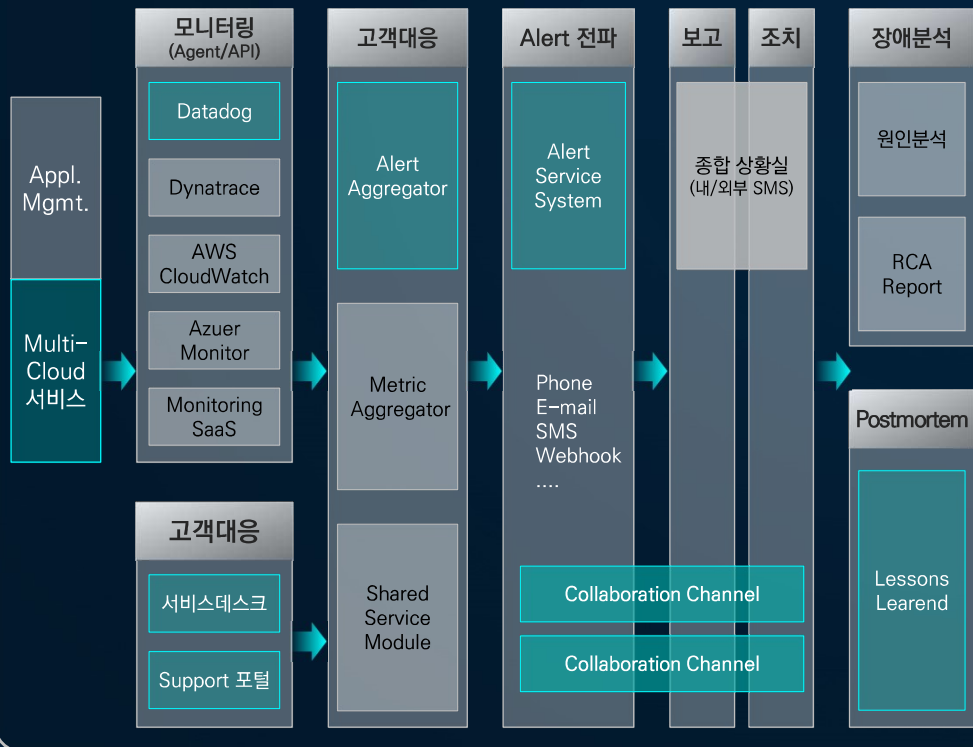 Appl.
Mgmt.
Multi-
Cloud
서비스
모니터링
(Agent/API)
Datadog
Dynatrace
AWS
CloudWatch
Azuer
Monitor
Monitoring
SaaS
고객대응
서비스데스크
Support 포털
고객대응
Alert
Aggregator
Metric
Aggregator
Shared
Service
Module
Alert 전파
Alert
Service
System
Phone
E-mail
SMS
Webhook
....
보고
조치
종합 상황실
(내/외부 SMS)
Collaboration Channel
Collaboration Channel
장애분석
원인분석
RCA
Report
Postmortem
Lessons
Learend